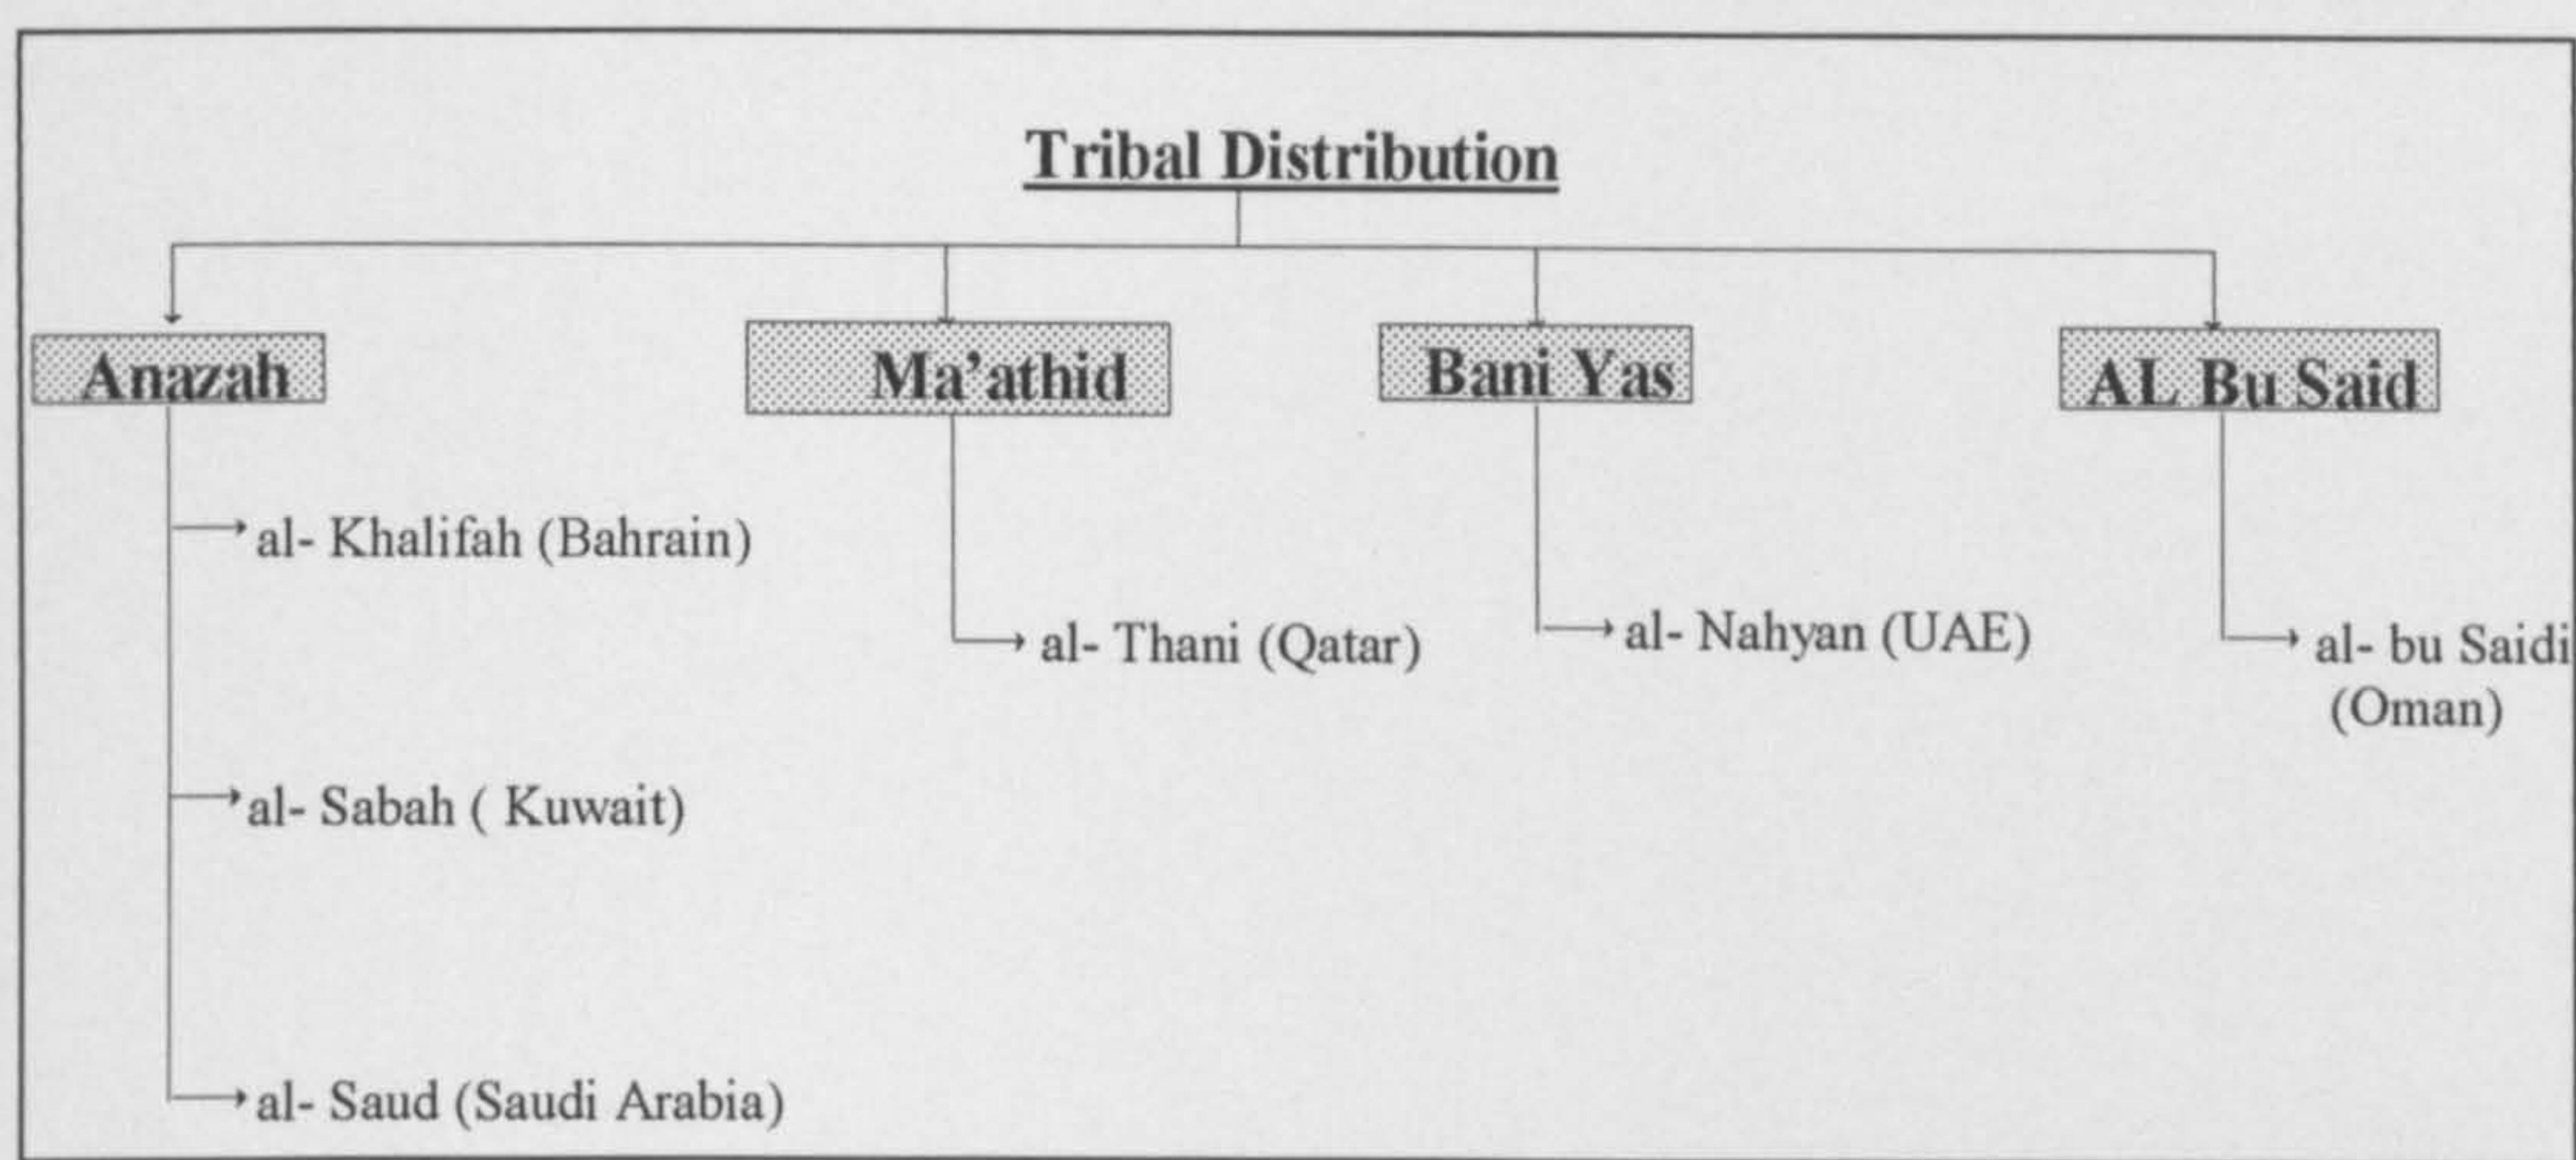 Tribal Distribution
Anazah
Ma'athid
Bani Yas
AL Bu Said
al- Khalifah (Bahrain)
al- Thani (Qatar)
al- Nahyan (UAE)
al- bu Saidi
(Oman)
al- Sabah ( Kuwait)
al- Saud (Saudi Arabia)